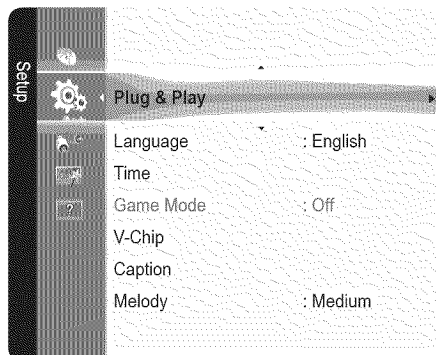 Setup
Plug & Play
Language : English
Time
Game Mode : Off
V-Chip
Caption
Melody : Medium